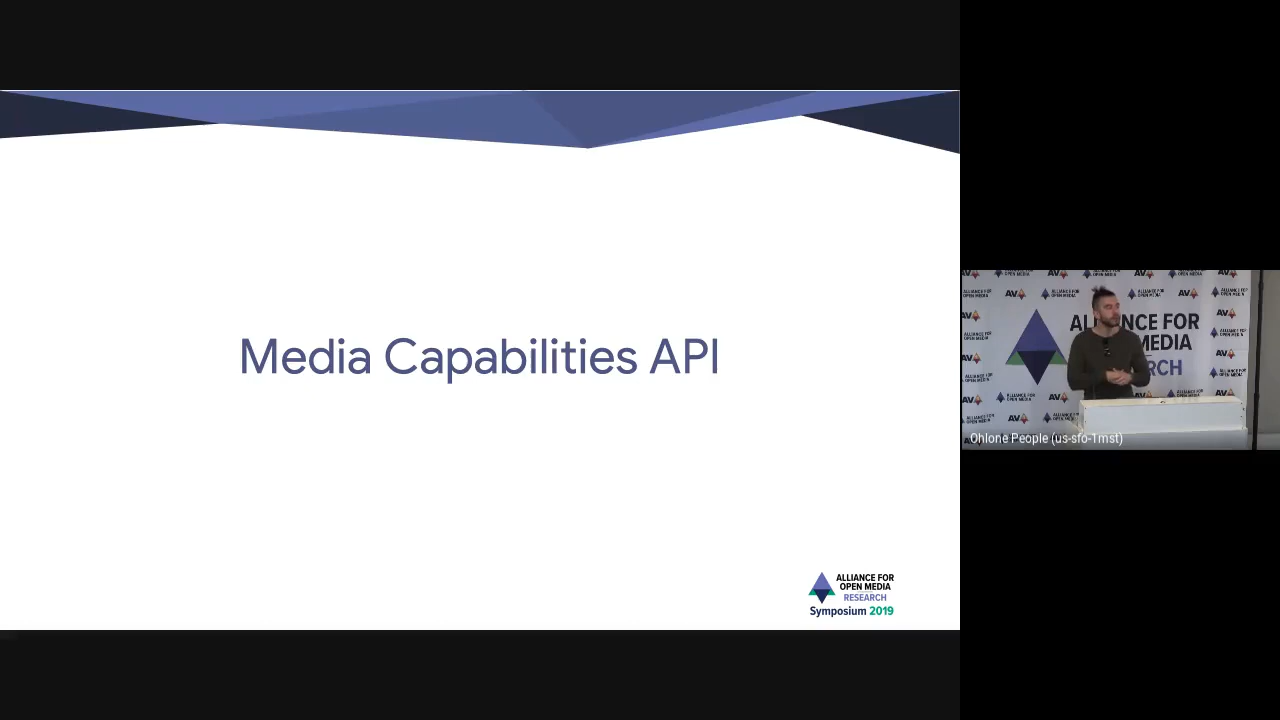 Media Capabilities API
ALLIANCE FOR
OPEN MEDIA
RESEARCH
Symposium 2019
ALLIANCE FOR
MEDIA
RCH
AV
Ohlone People (us-sfo-1mst)